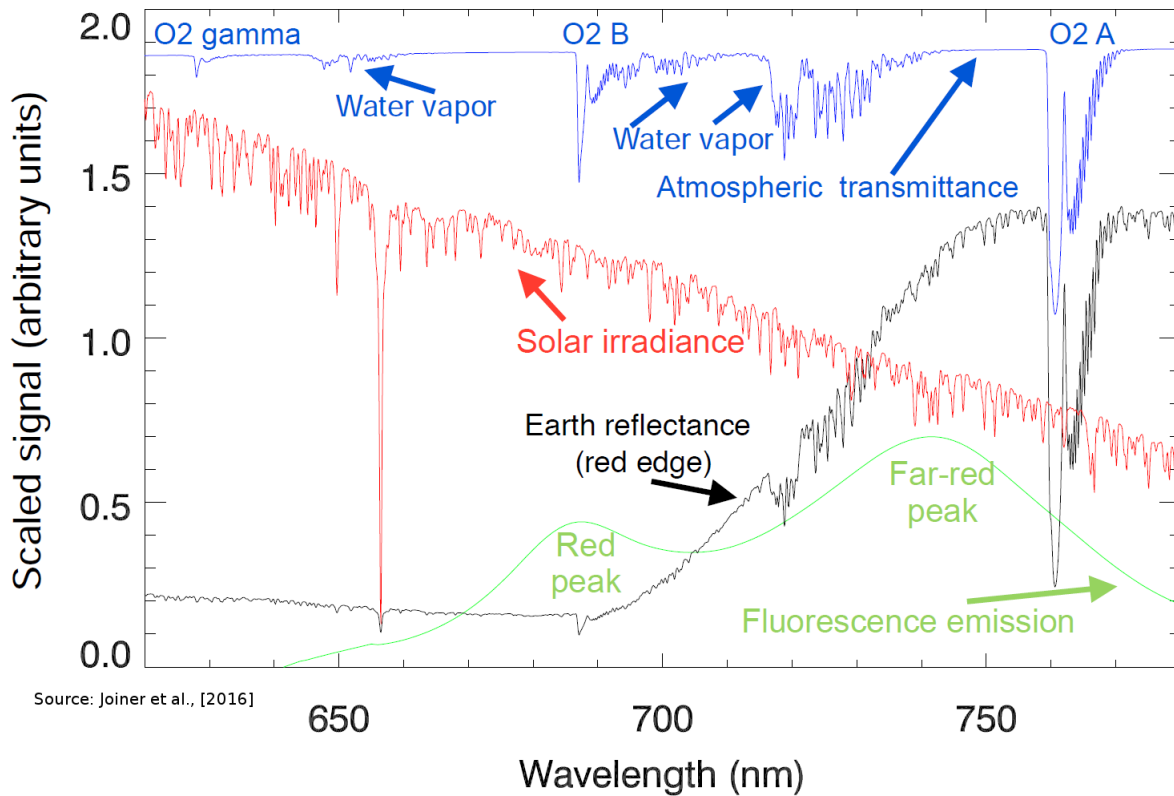 2.0
O2 gamma
O2 B
O2 A
Water vapor
Water vapor
Atmospheric transmittance
1.5
Solar irradiance
1.0
Earth reflectance
(red edge)
Far-red
peak
0.5
Red
peak
Fluorescence emission
0.0
Scaled signal (arbitrary units)
Source: Joiner et al., [2016]
650
700
750
Wavelength (nm)